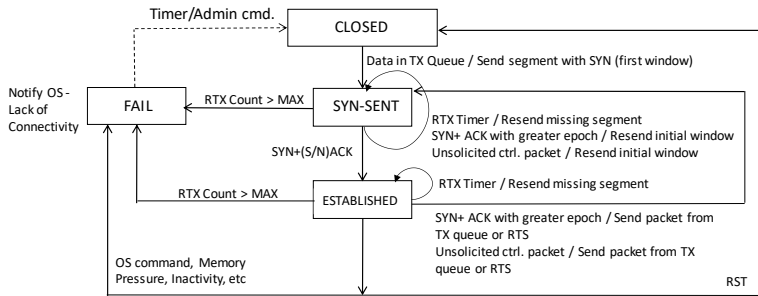 Timer/Admin cmd.
CLOSED
Data in TX Queue / Send segment with SYN (first window)
Notify OS -
Lack of
Connectivity
FAIL
RTX Count > MAX
SYN-SENT
RTX Timer / Resend missing segment
SYN+ ACK with greater epoch / Resend initial window
Unsolicited ctrl. packet / Resend initial window
SYN+(S/N)ACK
RTX Timer / Resend missing segment
RTX Count > MAX
ESTABLISHED
SYN+ ACK with greater epoch / Send packet from
TX queue or RTS
Unsolicited ctrl. packet / Send packet from TX
queue or RTS
OS command, Memory
Pressure, Inactivity, etc
RST